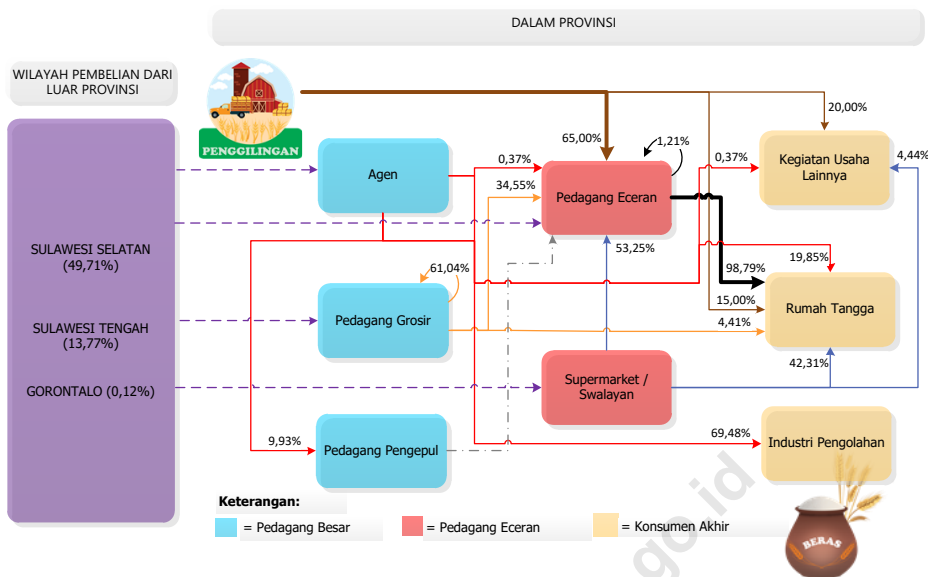 DALAM PROVINSI
WILAYAH PEMBELIAN DARI
LUAR PROVINSI
PENGGILINGAN
20,00%
65,00%
1,21%
0,37%
0,37%
4,44%
Agen
34,55%
Pedagang Eceran
Kegiatan Usaha
Lainnya
SULAWESI SELATAN
(49,71%)
53,25%
19,85%
61,04%
98,79%
15,00%
Pedagang Grosir
Rumah Tangga
4,41%
SULAWESI TENGAH
(13,77%)
42,31%
GORONTALO (0,12%)
Supermarket /
Swalayan
9,93%
69,48%
Pedagang Pengepul
Industri Pengolahan
Keterangan:
= Pedagang Besar
= Pedagang Eceran
= Konsumen Akhir
BERAS
go.id